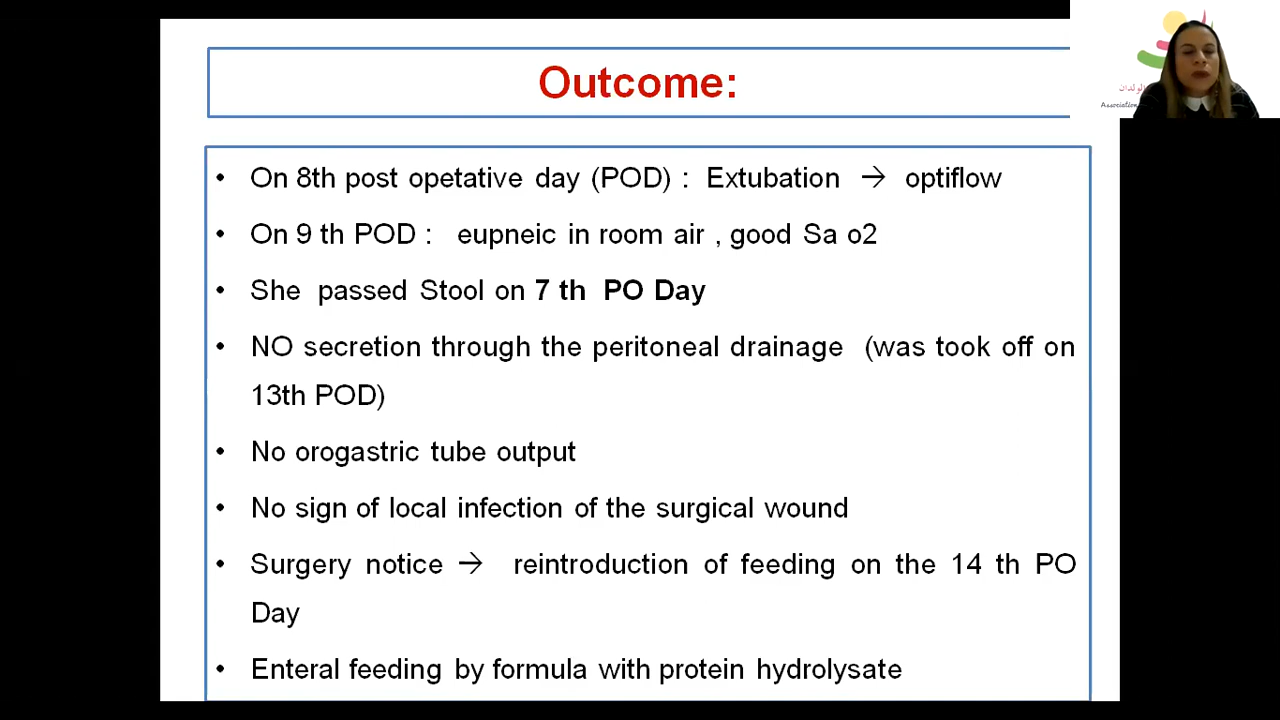 Outcome:
• On 8th post opetative day (POD) : Extubation → optiflow
• On 9 th POD : eupneic in room air , good Sa o2
• She passed Stool on 7 th PO Day
• NO secretion through the peritoneal drainage (was took off on
13th POD)
• No orogastric tube output
• No sign of local infection of the surgical wound
• Surgery notice → reintroduction of feeding on the 14 th PO
Day
• Enteral feeding by formula with protein hydrolysate
الولدان
Association